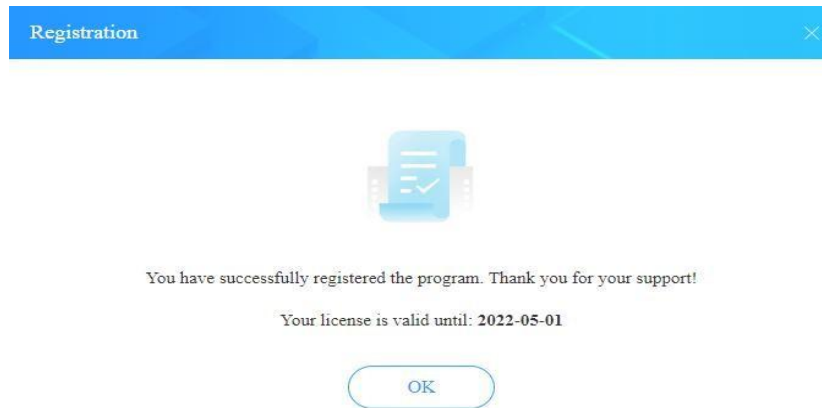 Registration
You have successfully registered the program. Thank you for your support!
Your license is valid until: 2022-05-01
OK